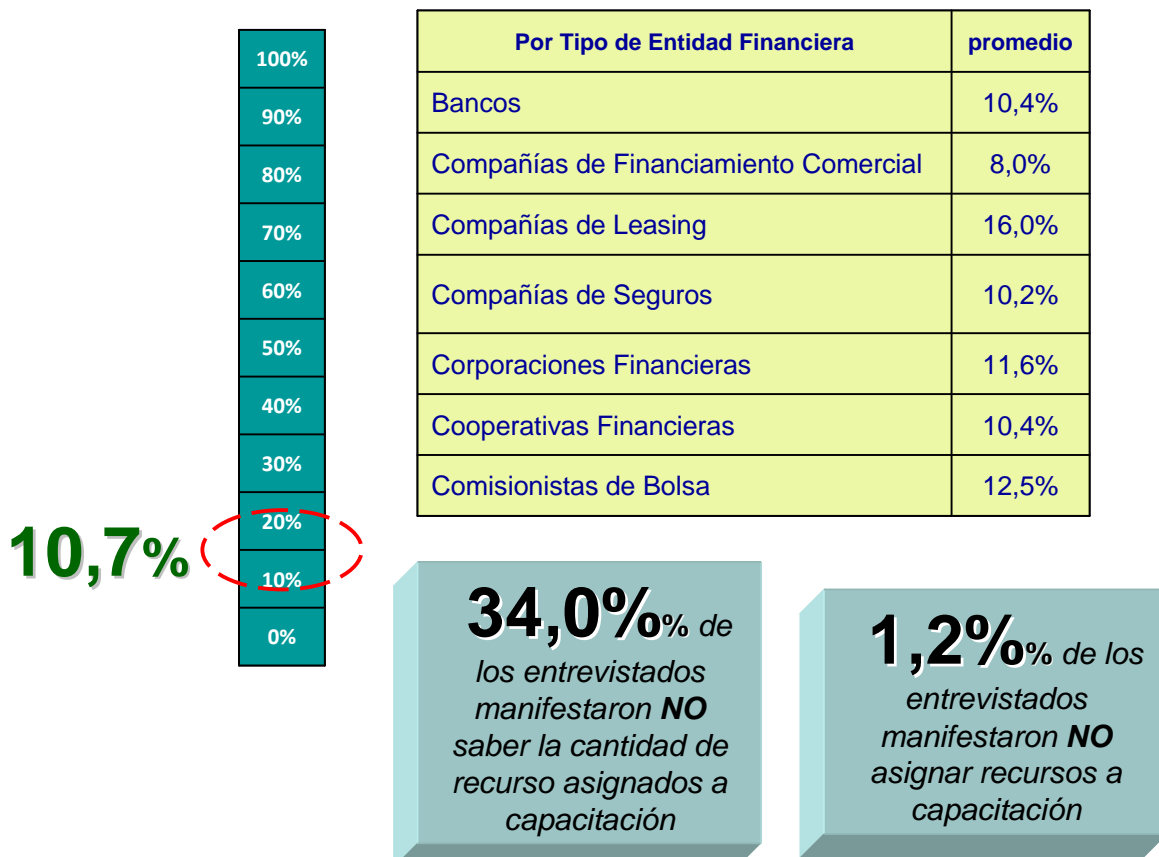 100%
90%
80%
70%
60%
50%
40%
30%
20%
10%
0%
10,7%
Por Tipo de Entidad Financiera promedio
Bancos 10,4%
Compañías de Financiamiento Comercial 8,0%
Compañías de Leasing 16,0%
Compañías de Seguros 10,2%
Corporaciones Financieras 11,6%
Cooperativas Financieras 10,4%
Comisionistas de Bolsa 12,5%
34,0%% de
los entrevistados
manifestaron NO
saber la cantidad de
recurso asignados a
capacitación
1,2%% de los
entrevistados
manifestaron NO
asignar recursos a
capacitación